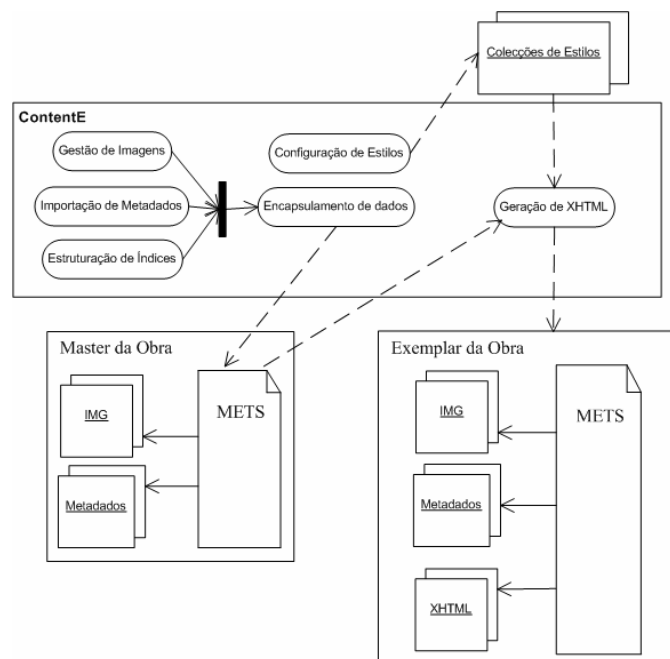 Colecções de Estilos
ContentE
Gestão de Imagens
Configuração de Estilos
Importação de Metadados
Encapsulamento de dados
Geração de XHTML
Estruturação de Índices
Master da Obra
IMG
METS
Metadados
Exemplar da Obra
IMG
METS
Metadados
XHTML